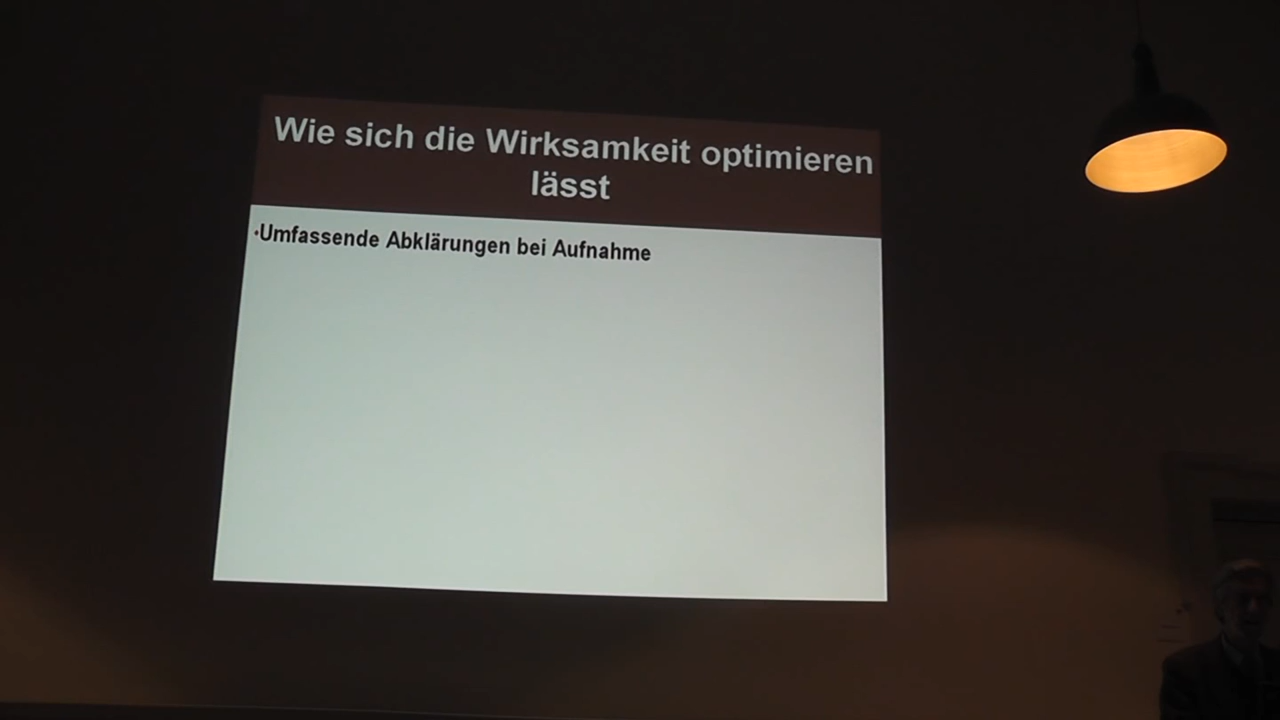 Wie sich die Wirksamkeit optimieren
lässt
•Umfassende Abklärungen bei Aufnahme